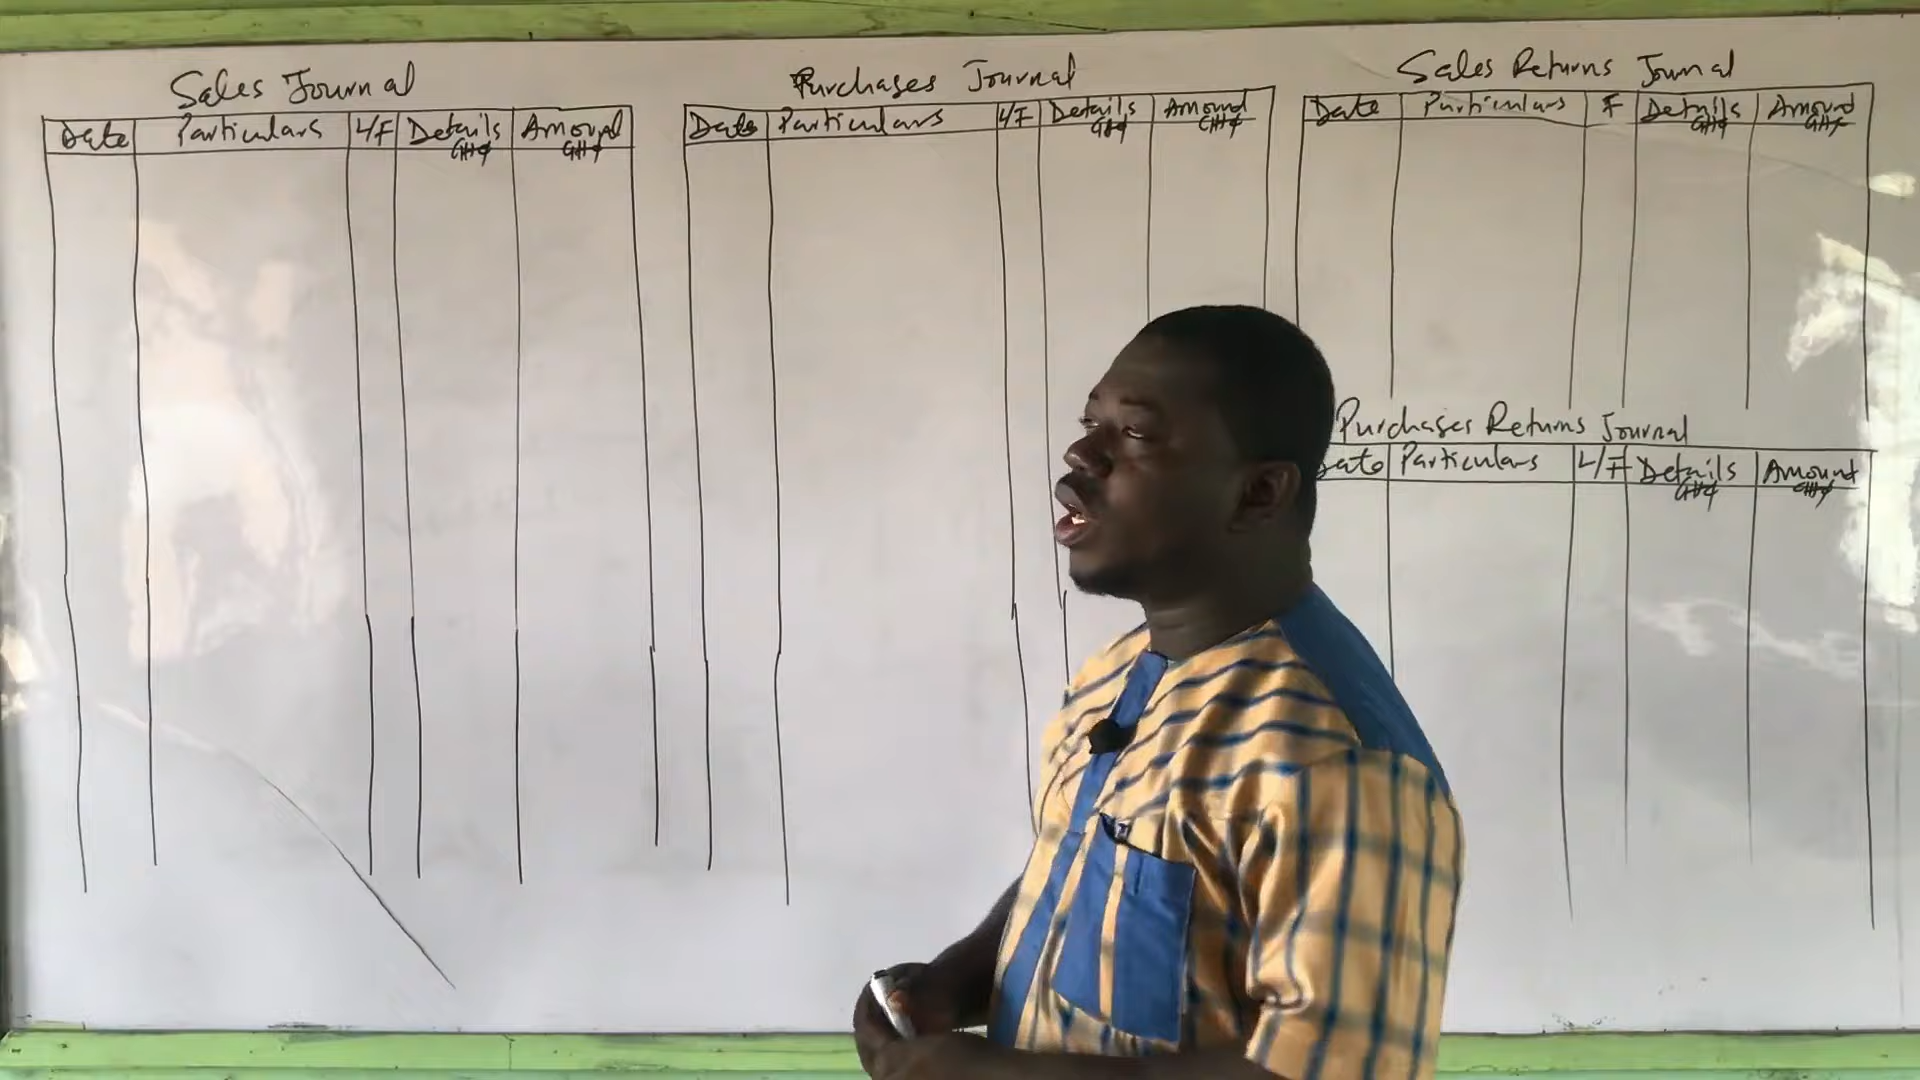 Sales Journal
Date Particulars L/F Details Amount
GH¢ GH¢
Purchases Journal
Date Particulars L/F Details Amount
GH¢ GH¢
Sales Returns Journal
Date Particulars F Details Amount
GH¢ GH¢
Purchases Returns Journal
Date Particulars L/F Details Amount
GH¢ GH¢